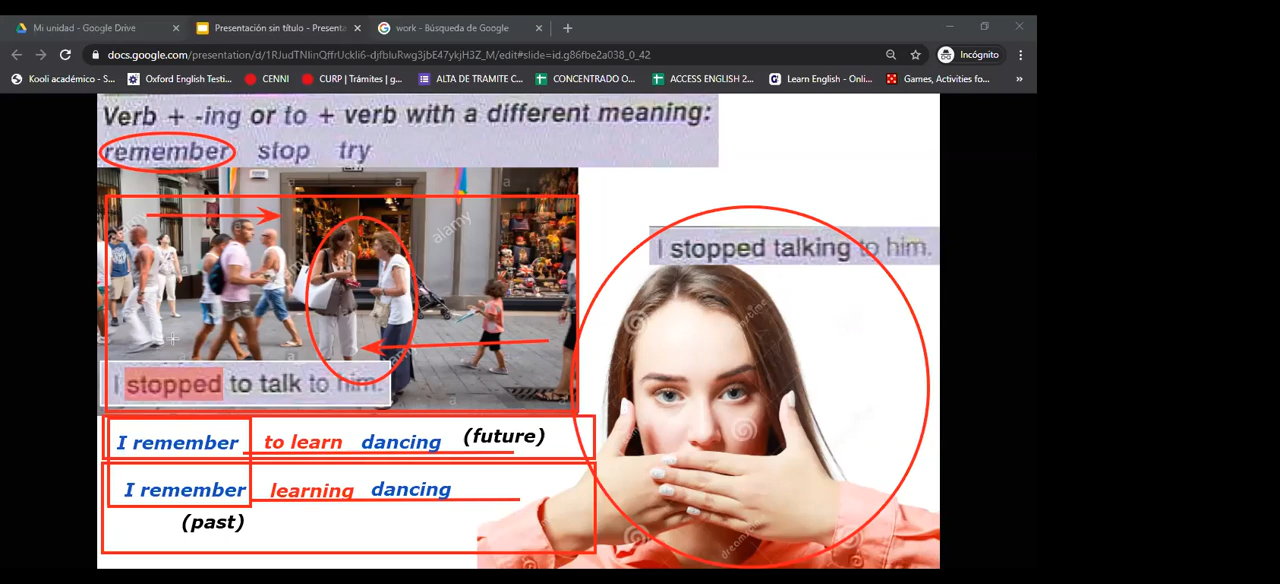 Mi unidad - Google Drive
Presentación sin título - Presenta
work - Búsqueda de Google
docs.google.com/presentation/d/1RJudTNlinQffrUckli6-djfbluRwg3jbE47ykjH3Z_M/edit#slide=id.g86fbe2a038_0_42
Incógnito
Kooli académico - S...
Oxford English Testi...
CENNI
CURP | Trámites | g...
ALTA DE TRAMITE C...
CONCENTRADO O...
ACCESS ENGLISH 2...
Learn English - Onli...
Games, Activities fo...
»
Verb + -ing or to + verb with a different meaning:
remember stop try
alamy
alamy
alamy
a
a
a
a
I stopped talking to him.
I stopped to talk to him.
I remember to learn dancing (future)
I remember learning dancing
(past)